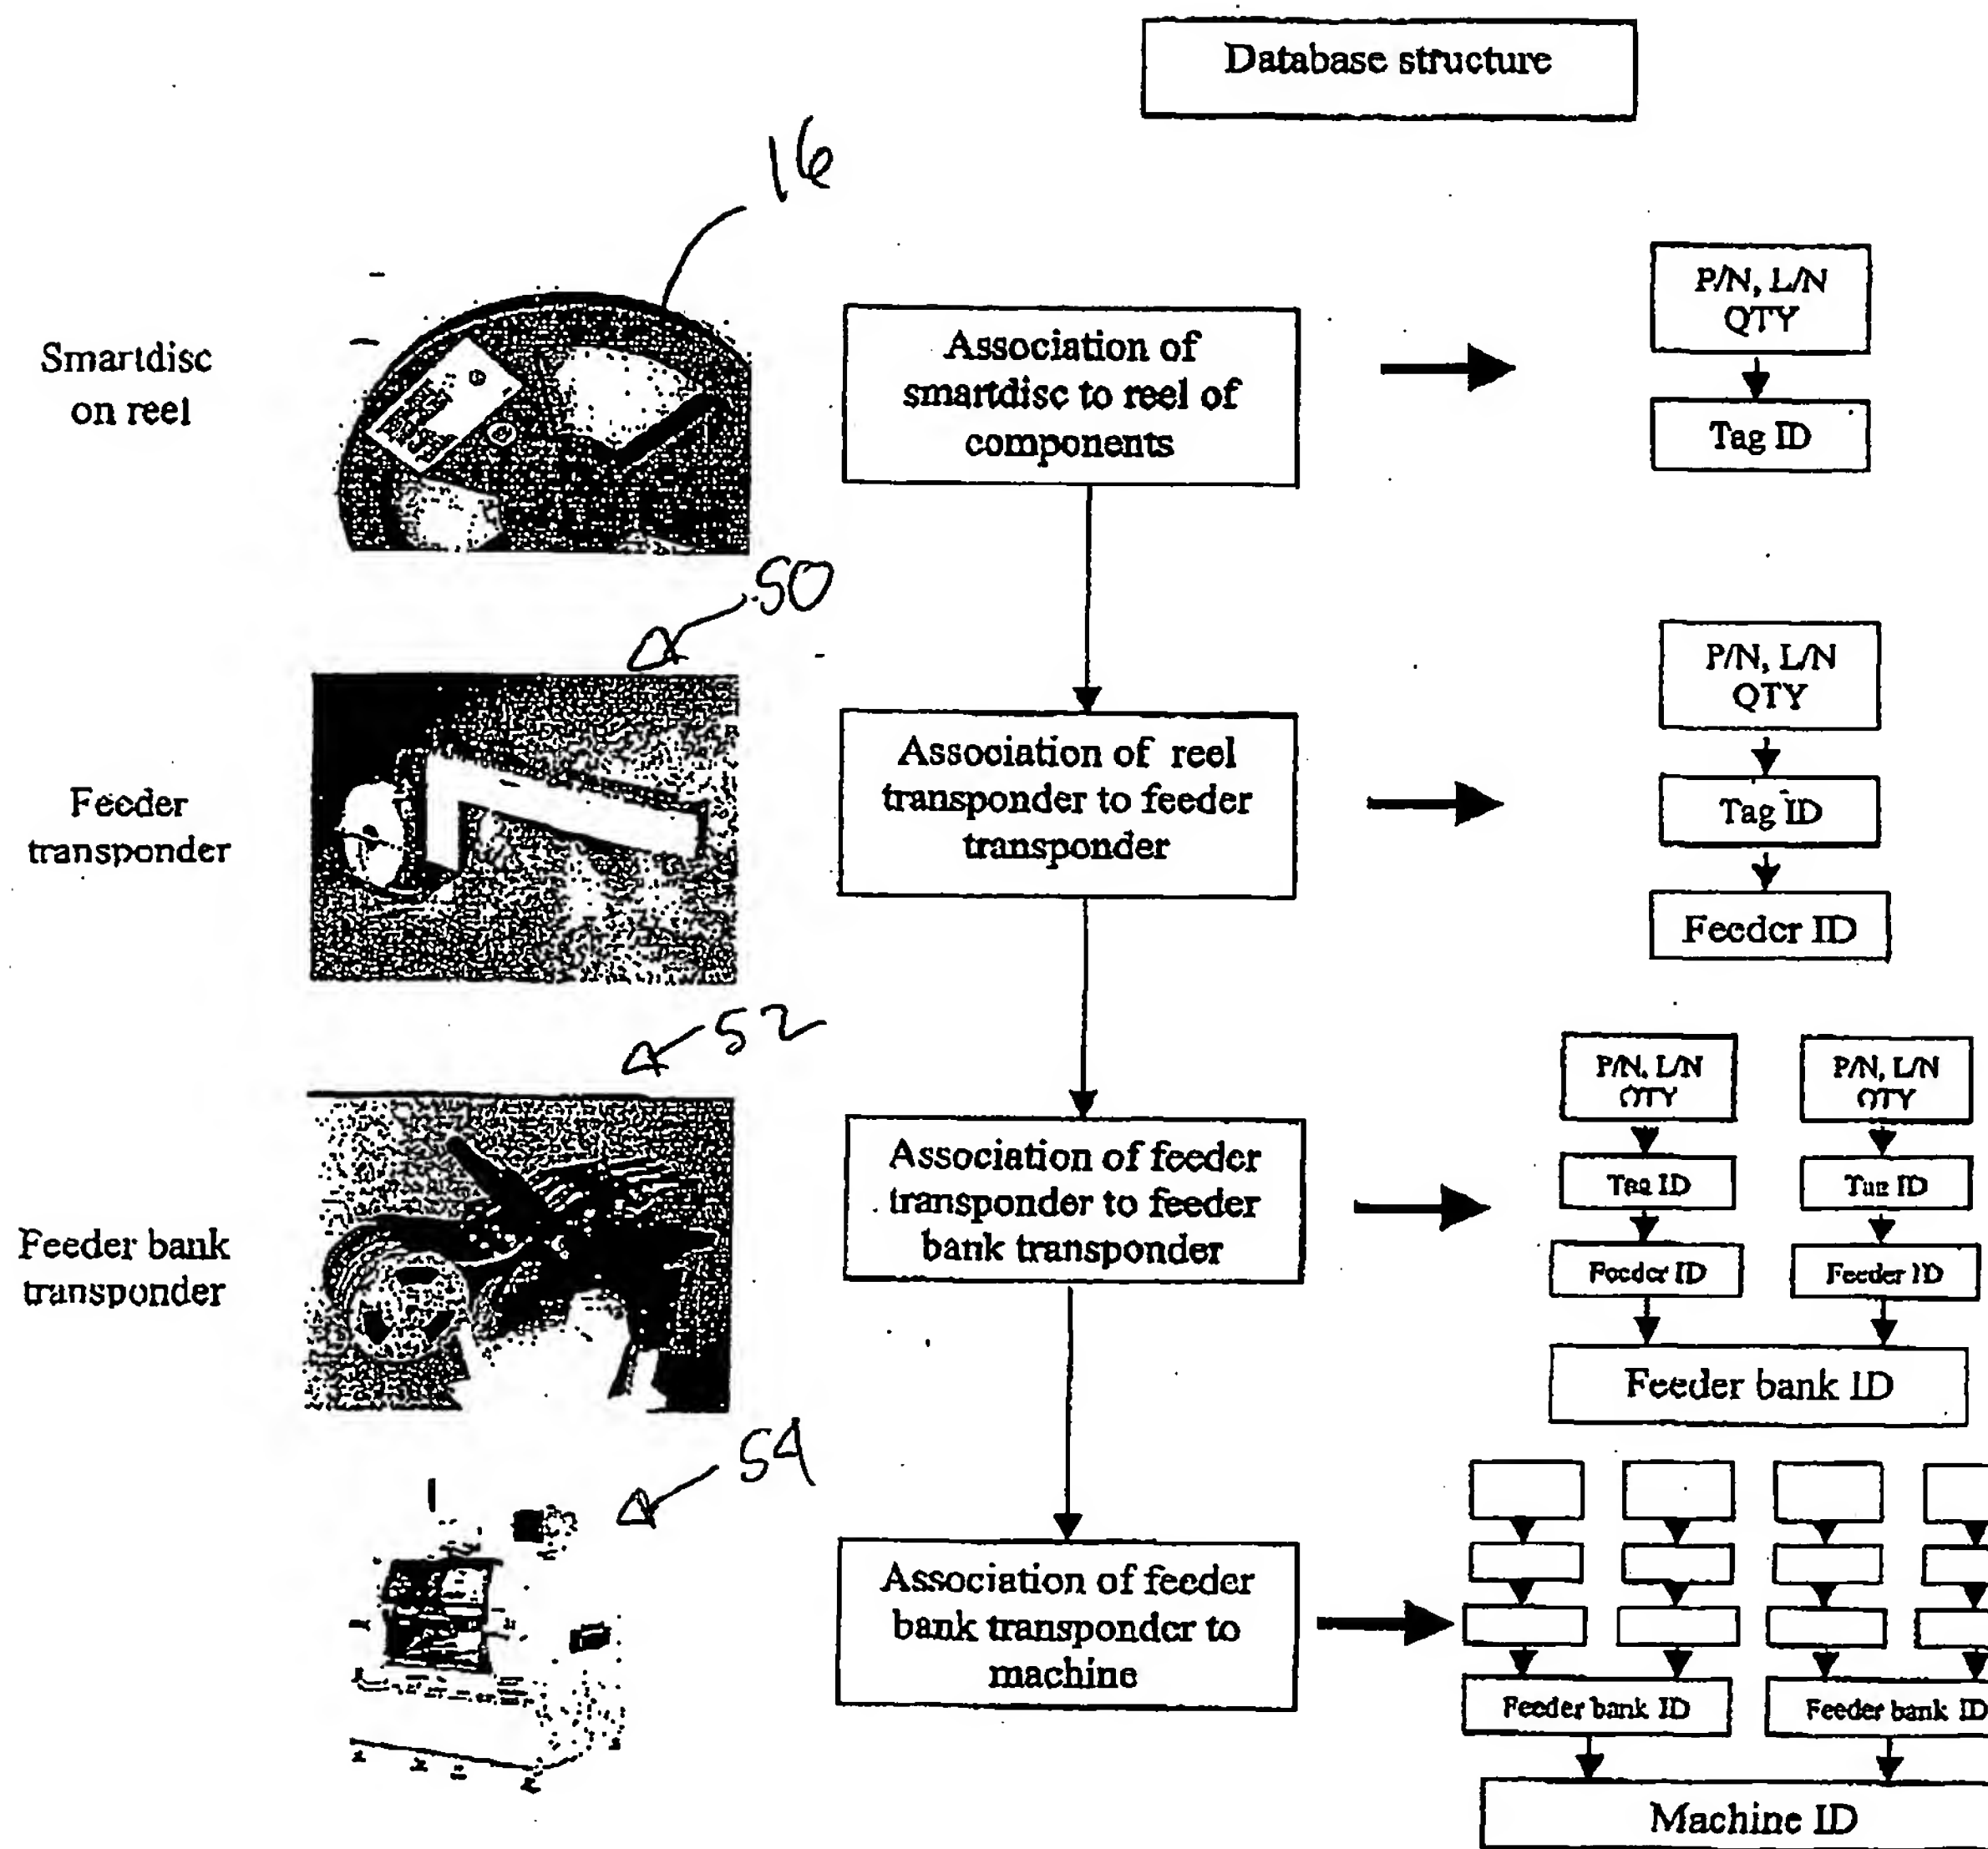 Database structure
16
Smartdisc
on reel
Association of
smartdisc to reel of
components
P/N, L/N
QTY
Tag ID
50
Feeder
transponder
Association of reel
transponder to feeder
transponder
P/N, L/N
QTY
Tag ID
Feeder ID
52
Feeder bank
transponder
Association of feeder
transponder to feeder
bank transponder
P/N, L/N
QTY
P/N, L/N
QTY
Tag ID
Tag ID
Feeder ID
Feeder ID
Feeder bank ID
54
Association of feeder
bank transponder to
machine
Feeder bank ID
Feeder bank ID
Machine ID